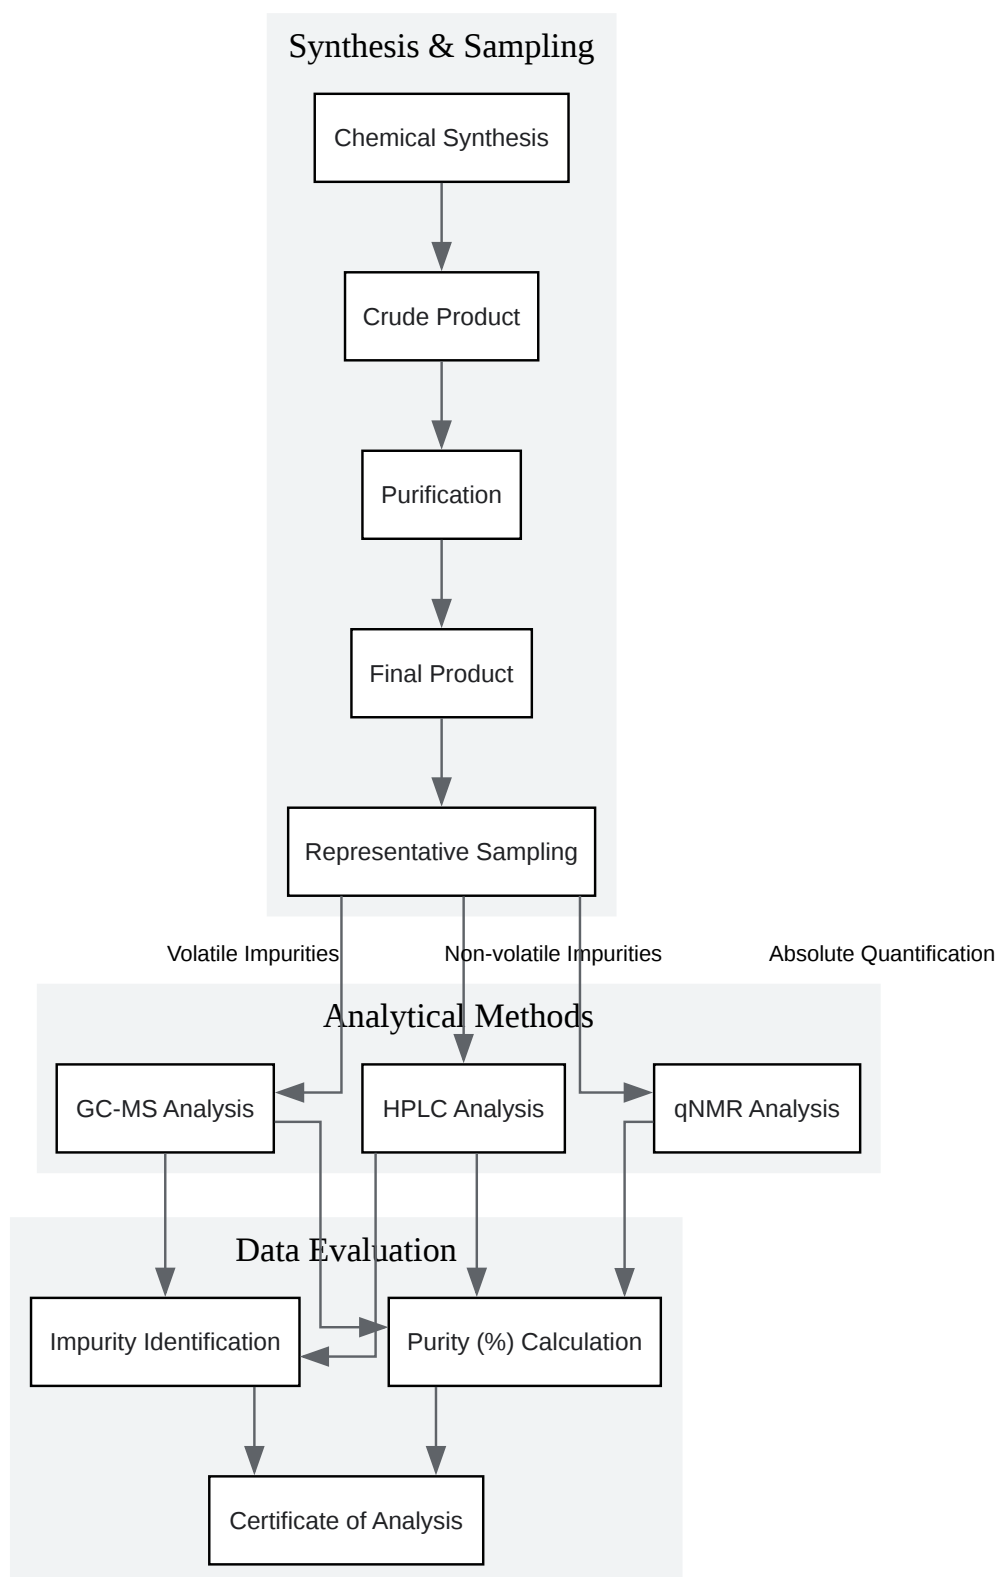 Synthesis & Sampling
Chemical Synthesis
Crude Product
Purification
Final Product
Representative Sampling
Volatile Impurities
Non-volatile Impurities
Absolute Quantification
Analytical Methods
GC-MS Analysis
HPLC Analysis
qNMR Analysis
Data Evaluation
Impurity Identification
Purity (%) Calculation
Certificate of Analysis